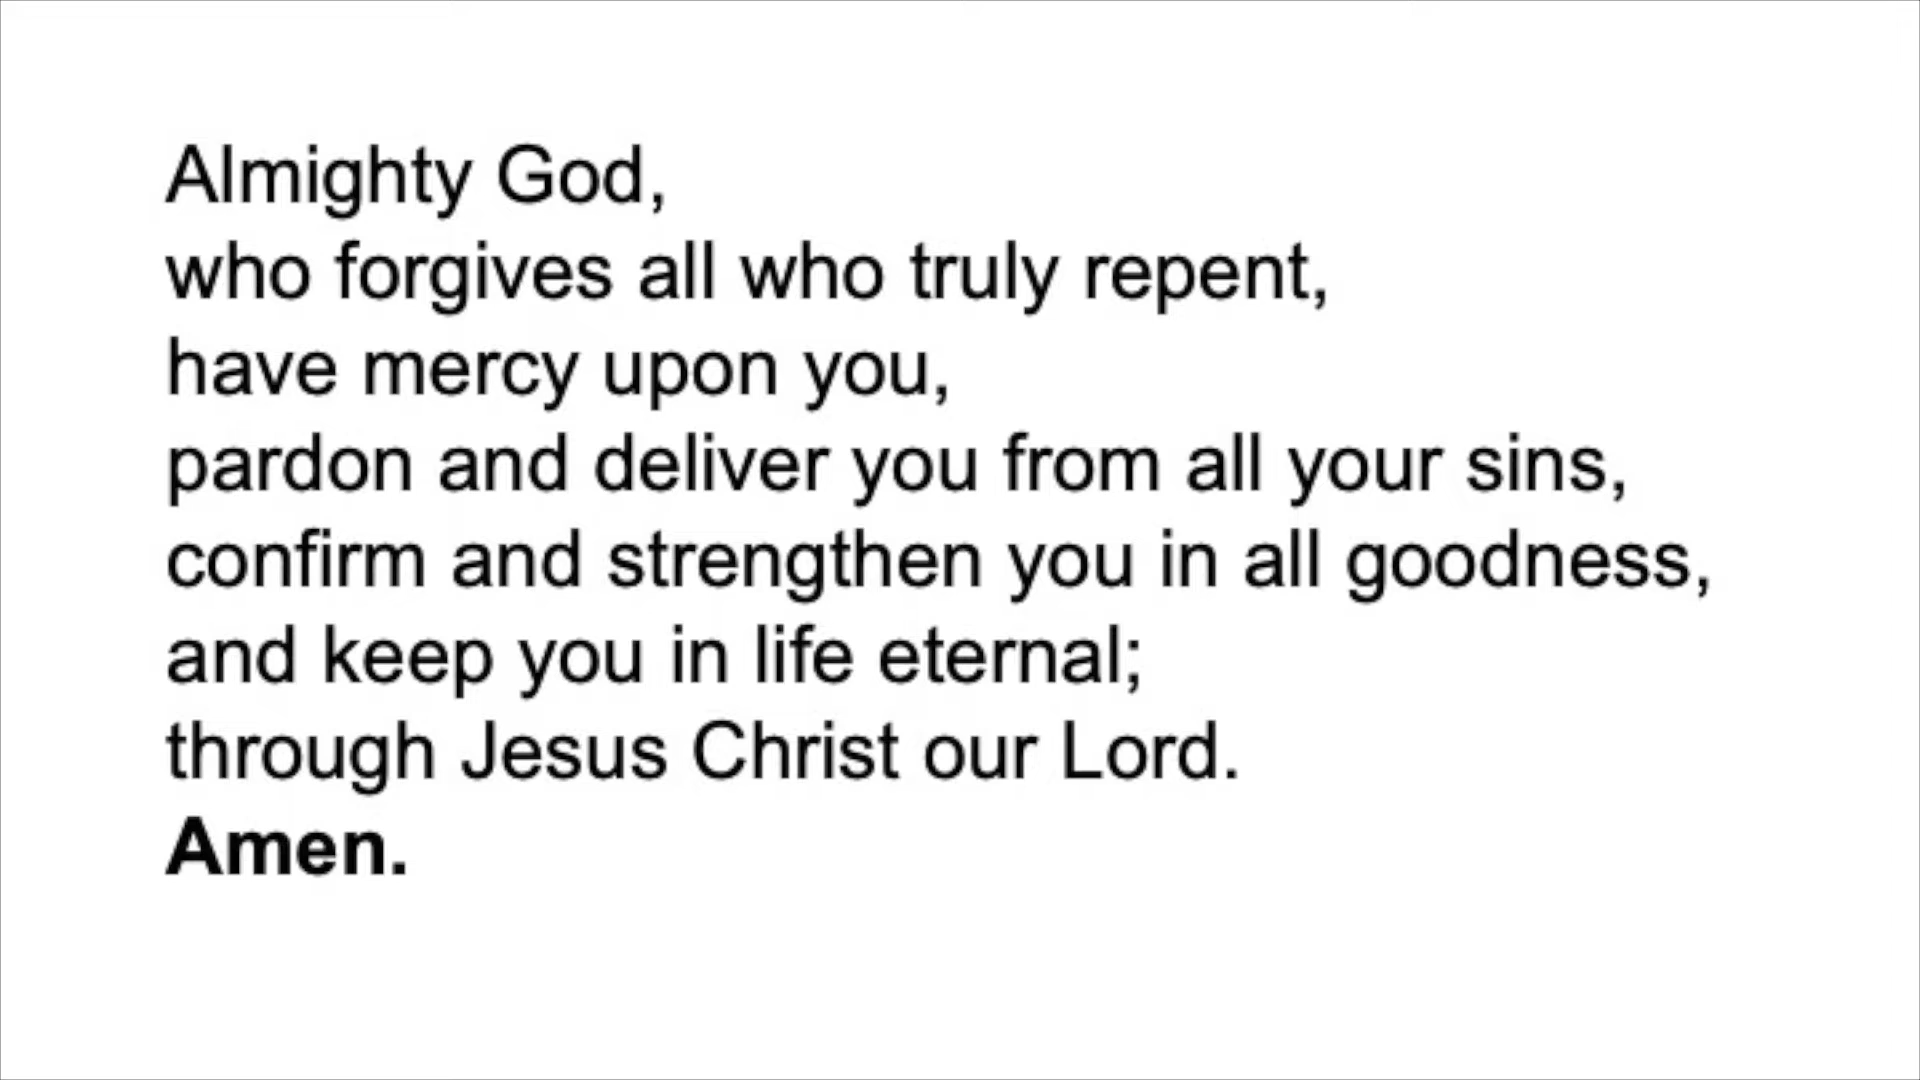 Almighty God,
who forgives all who truly repent,
have mercy upon you,
pardon and deliver you from all your sins,
confirm and strengthen you in all goodness,
and keep you in life eternal;
through Jesus Christ our Lord.
Amen.